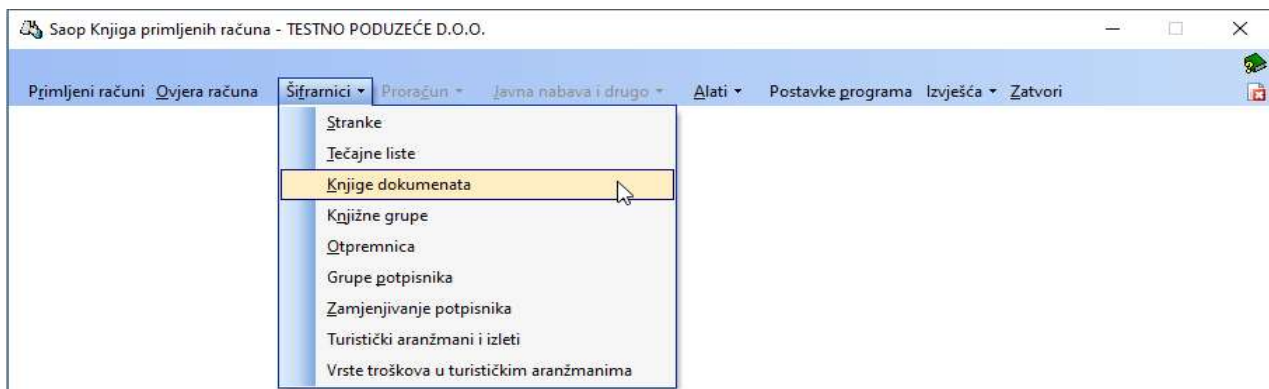 Saop Knjiga primljenih računa - TESTNO PODUZEĆE D.O.O.
Primljeni računi Ovjera računa Šifrarnici Proračun Javna nabava i drugo Alati Postavke programa Izvješća Zatvori
Stranke
Tečajne liste
Knjige dokumenata
Knjižne grupe
Otpremnica
Grupe potpisnika
Zamjenjivanje potpisnika
Turistički aranžmani i izleti
Vrste troškova u turističkim aranžmanima